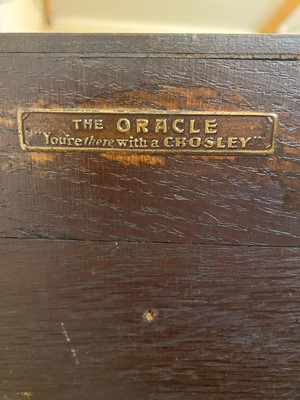 THE ORACLE
"You're there with a CROSLEY"